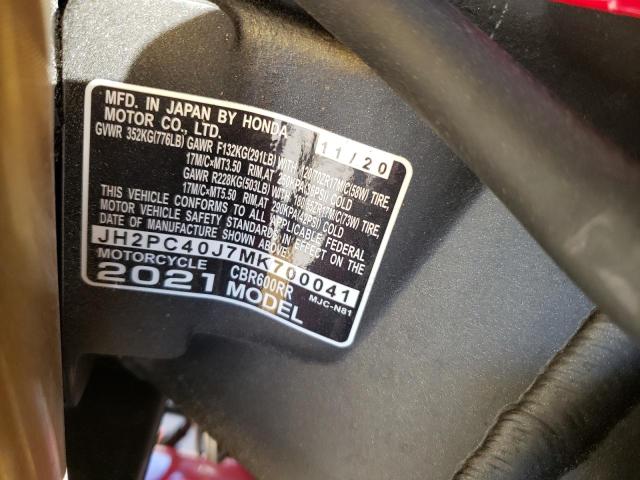 MFD. IN JAPAN BY HONDA 11/20
MOTOR CO., LTD.
GVWR 352KG(776LB) GAWR F132KG(291LB) WITH 120/70ZR17M/C(58W) TIRE,
17M/C×MT3.50 RIM,AT 250KPA(36PSI) COLD
GAWR R228KG(503LB) WITH TIRE,
17M/C×MT5.50 RIM,AT 290KPA(42PSI) COLD
THIS VEHICLE CONFORMS TO ALL APPLICABLE FEDERAL
MOTOR VEHICLE SAFETY STANDARDS IN EFFECT ON THE
DATE OF MANUFACTURE SHOWN ABOVE.
JH2PC40J7MK700041
MOTORCYCLE CBR600RR MJC-N81
2021 MODEL